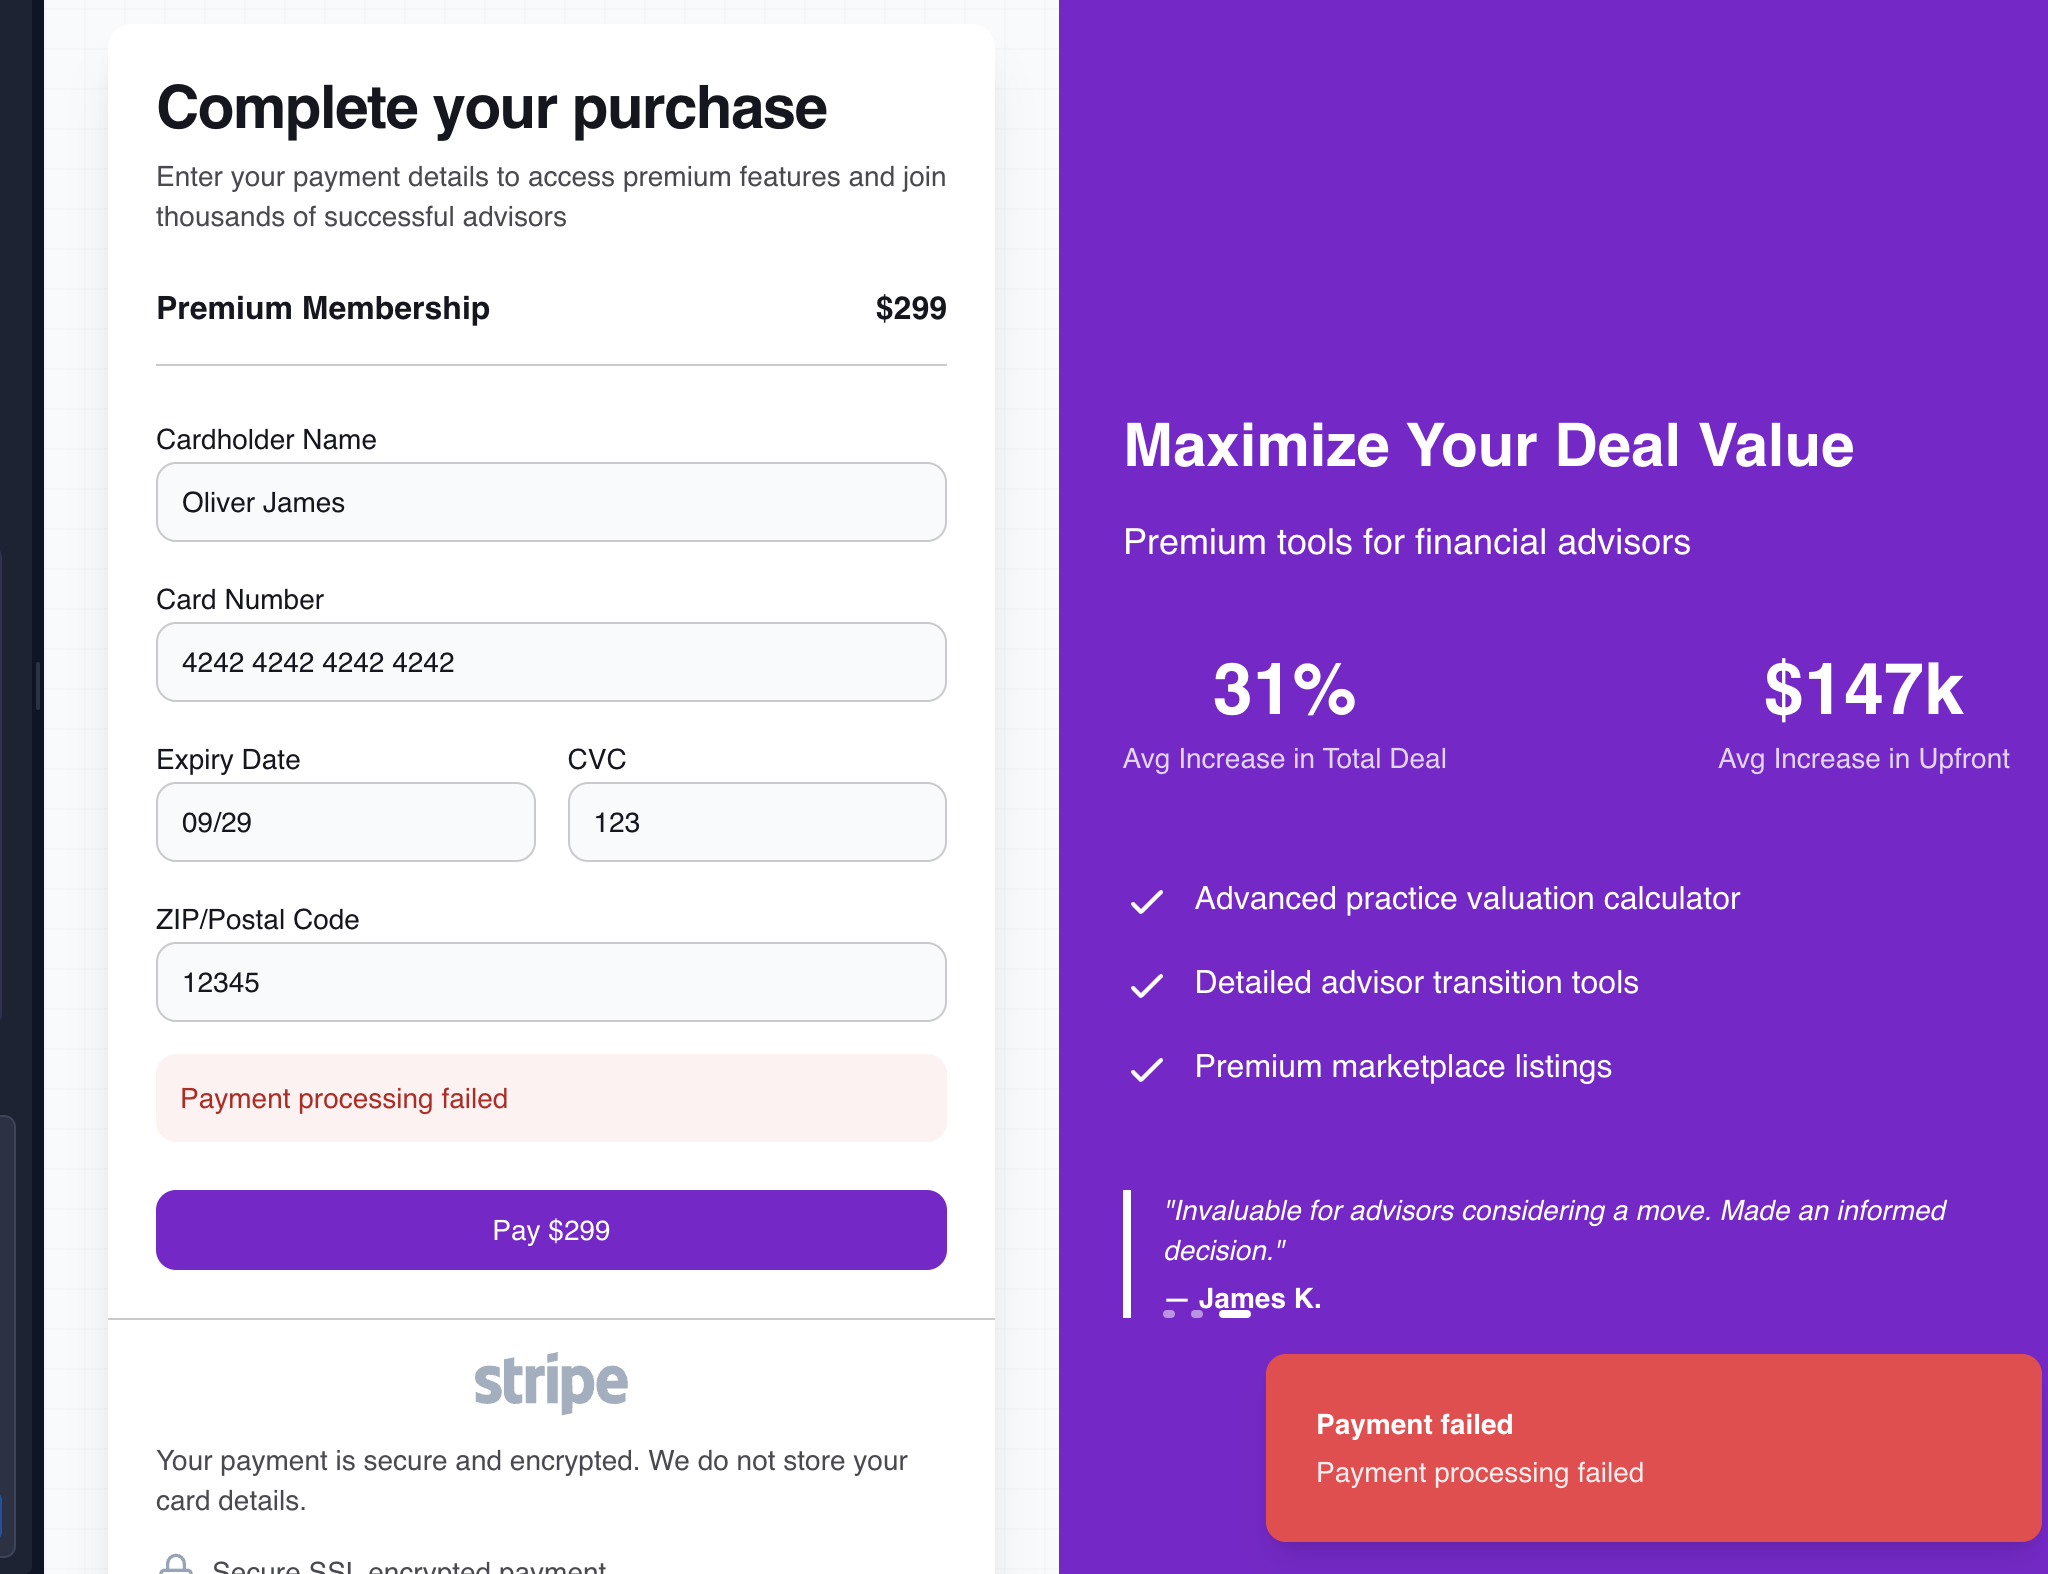 Complete your purchase
Enter your payment details to access premium features and join
thousands of successful advisors
Premium Membership $299
Cardholder Name
Oliver James
Card Number
4242 4242 4242 4242
Expiry Date CVC
09/29 123
ZIP/Postal Code
12345
Payment processing failed
Pay $299
stripe
Your payment is secure and encrypted. We do not store your
card details.
Secure SSL encrypted payment
Maximize Your Deal Value
Premium tools for financial advisors
31% $147k
Avg Increase in Total Deal Avg Increase in Upfront
Advanced practice valuation calculator
Detailed advisor transition tools
Premium marketplace listings
"Invaluable for advisors considering a move. Made an informed
decision."
— James K.
Payment failed
Payment processing failed